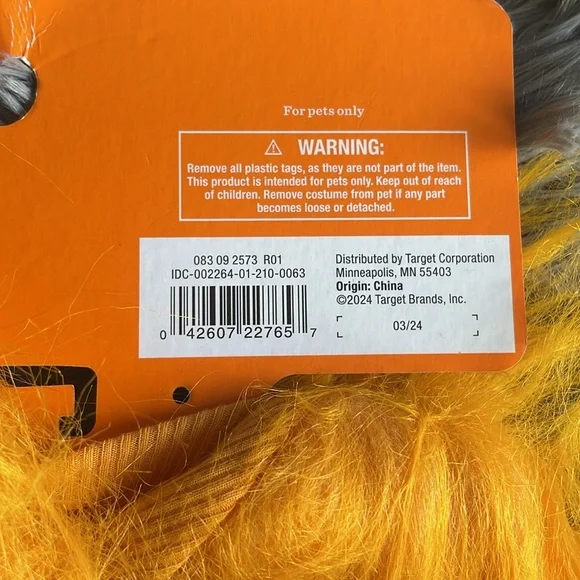 For pets only
⚠ WARNING:
Remove all plastic tags, as they are not part of the item.
This product is intended for pets only. Keep out of reach
of children. Remove costume from pet if any part
becomes loose or detached.
083 09 2573 R01
IDC-002264-01-210-0063
0 42607 22765 7
Distributed by Target Corporation
Minneapolis, MN 55403
Origin: China
©2024 Target Brands, Inc.
03/24